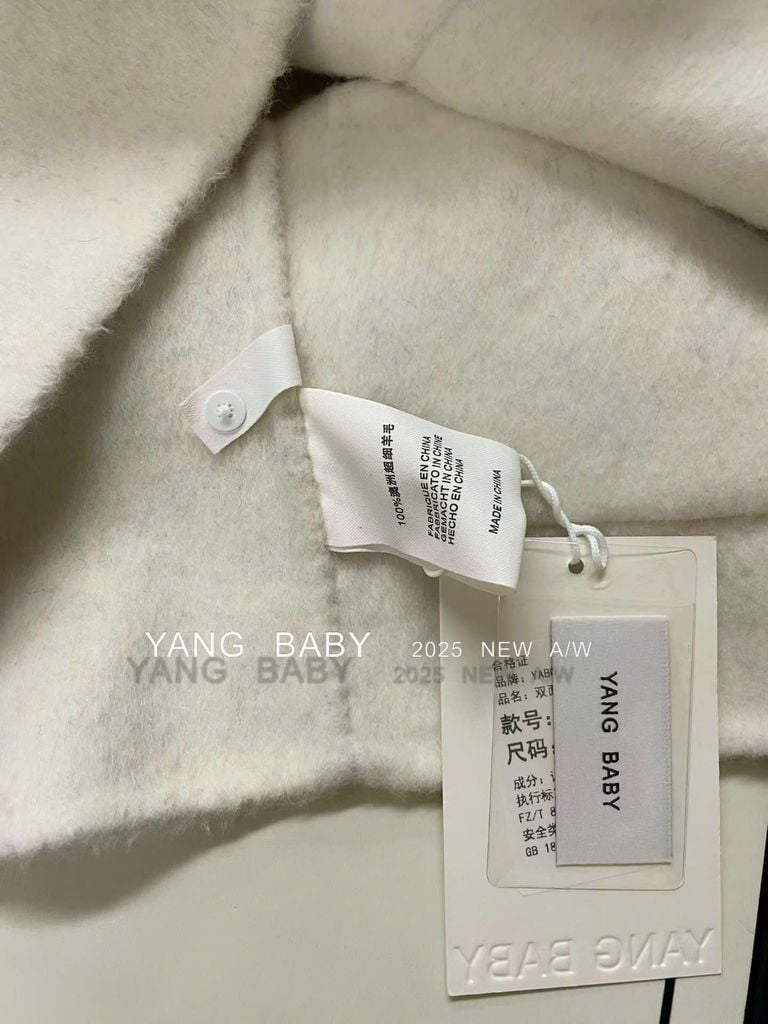 100%澳洲超细羊毛
FABRIQUE EN CHINA
FABBRICATO IN CHINE
GEMACHT IN CHINA
HECHO EN CHINA
MADE IN CHINA
YANG BABY 2025 NEW A/W
YANG BABY 2025 NEW A/W
合格证
品牌：
品名：双面
款号：
尺码：
成分：
执行标
FZ/T 8
安全类
GB 18
YANG BABY
YANG BABY